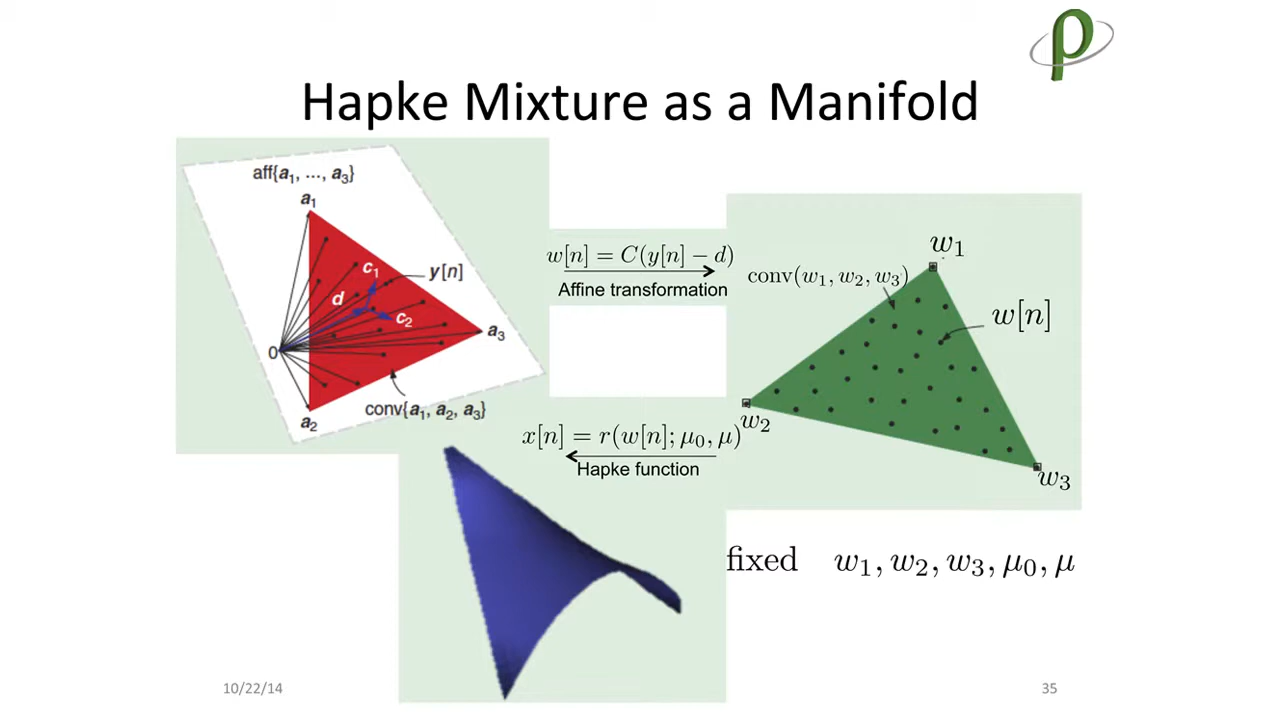 ρ
Hapke Mixture as a Manifold
aff{a₁, ..., a₃}
a₁
c₁
y[n]
d
c₂
a₃
0
conv{a₁, a₂, a₃}
a₂
w[n] = C(y[n] − d)
Affine transformation
conv(w₁, w₂, w₃)
w₁
w[n]
w₂
w₃
x[n] = r(w[n]; μ₀, μ)
Hapke function
fixed w₁, w₂, w₃, μ₀, μ
10/22/14
35